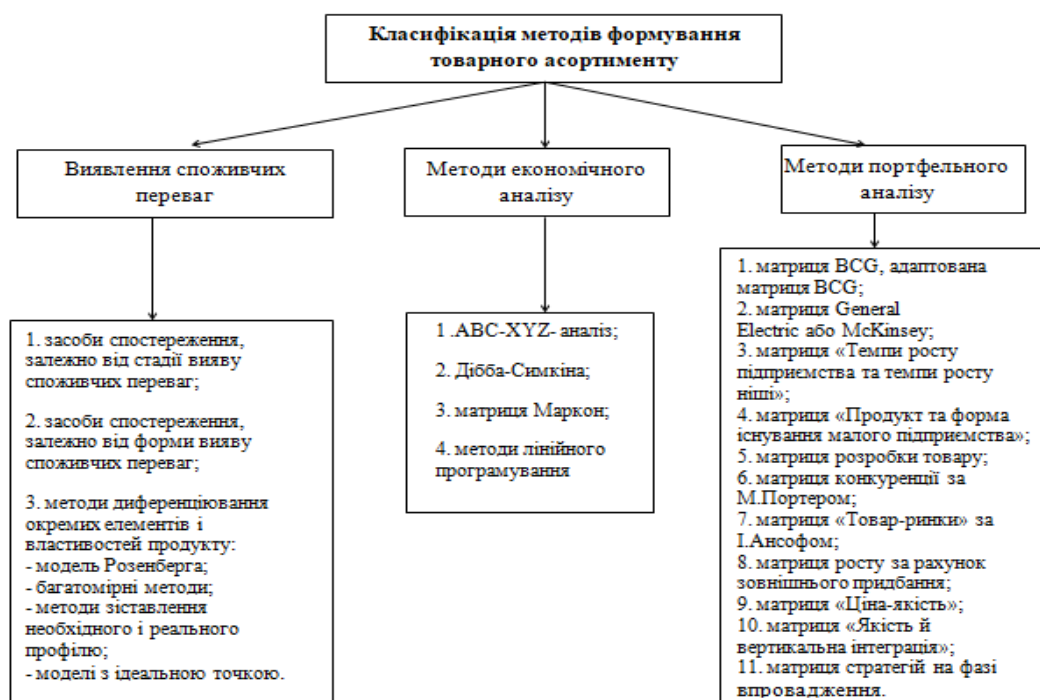 Класифікація методів формування
товарного асортименту
Виявлення споживчих
переваг
Методи економічного
аналізу
Методи портфельного
аналізу
1. засоби спостереження,
залежно від стадії вияву
споживчих переваг;
2. засоби спостереження,
залежно від форми вияву
споживчих переваг;
3. методи диференціювання
окремих елементів і
властивостей продукту:
- модель Розенберга;
- багатомірні методи;
- методи зіставлення
необхідного і реального
профілю;
- моделі з ідеальною точкою.
1 .ABC-XYZ- аналіз;
2. Дібба-Симкіна;
3. матриця Маркон;
4. методи лінійного
програмування
1. матриця BCG, адаптована
матриця BCG;
2. матриця General
Electric або McKinsey;
3. матриця «Темпи росту
підприємства та темпи росту
ніші»;
4. матриця «Продукт та форма
існування малого підприємства»;
5. матриця розробки товару;
6. матриця конкуренції за
М.Портером;
7. матриця «Товар-ринки» за
І.Ансофом;
8. матриця росту за рахунок
зовнішнього придбання;
9. матриця «Ціна-якість»;
10. матриця «Якість й
вертикальна інтеграція»;
11. матриця стратегій на фазі
впровадження.